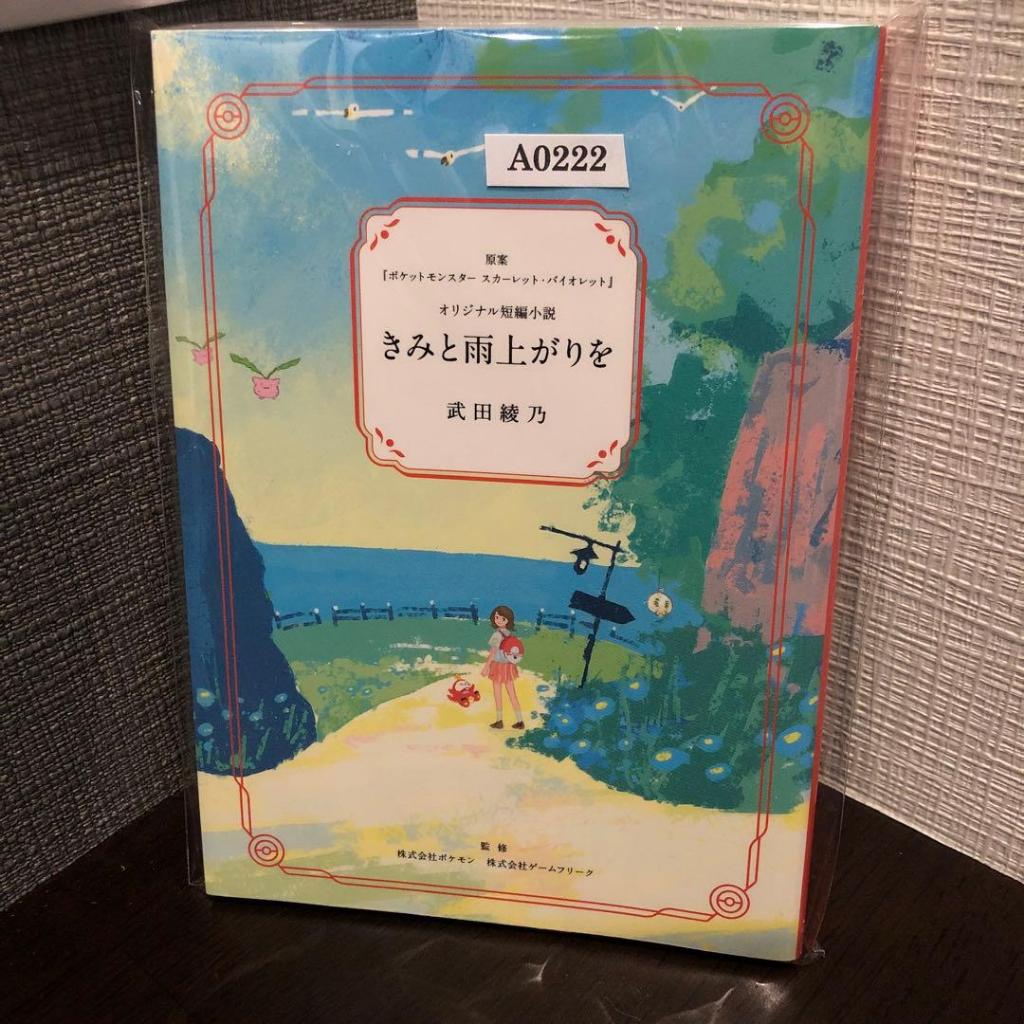 A0222
原案
『ポケットモンスター スカーレット・バイオレット』
オリジナル短編小説
きみと雨上がりを
武田綾乃
監修
株式会社ポケモン 株式会社ゲームフリーク